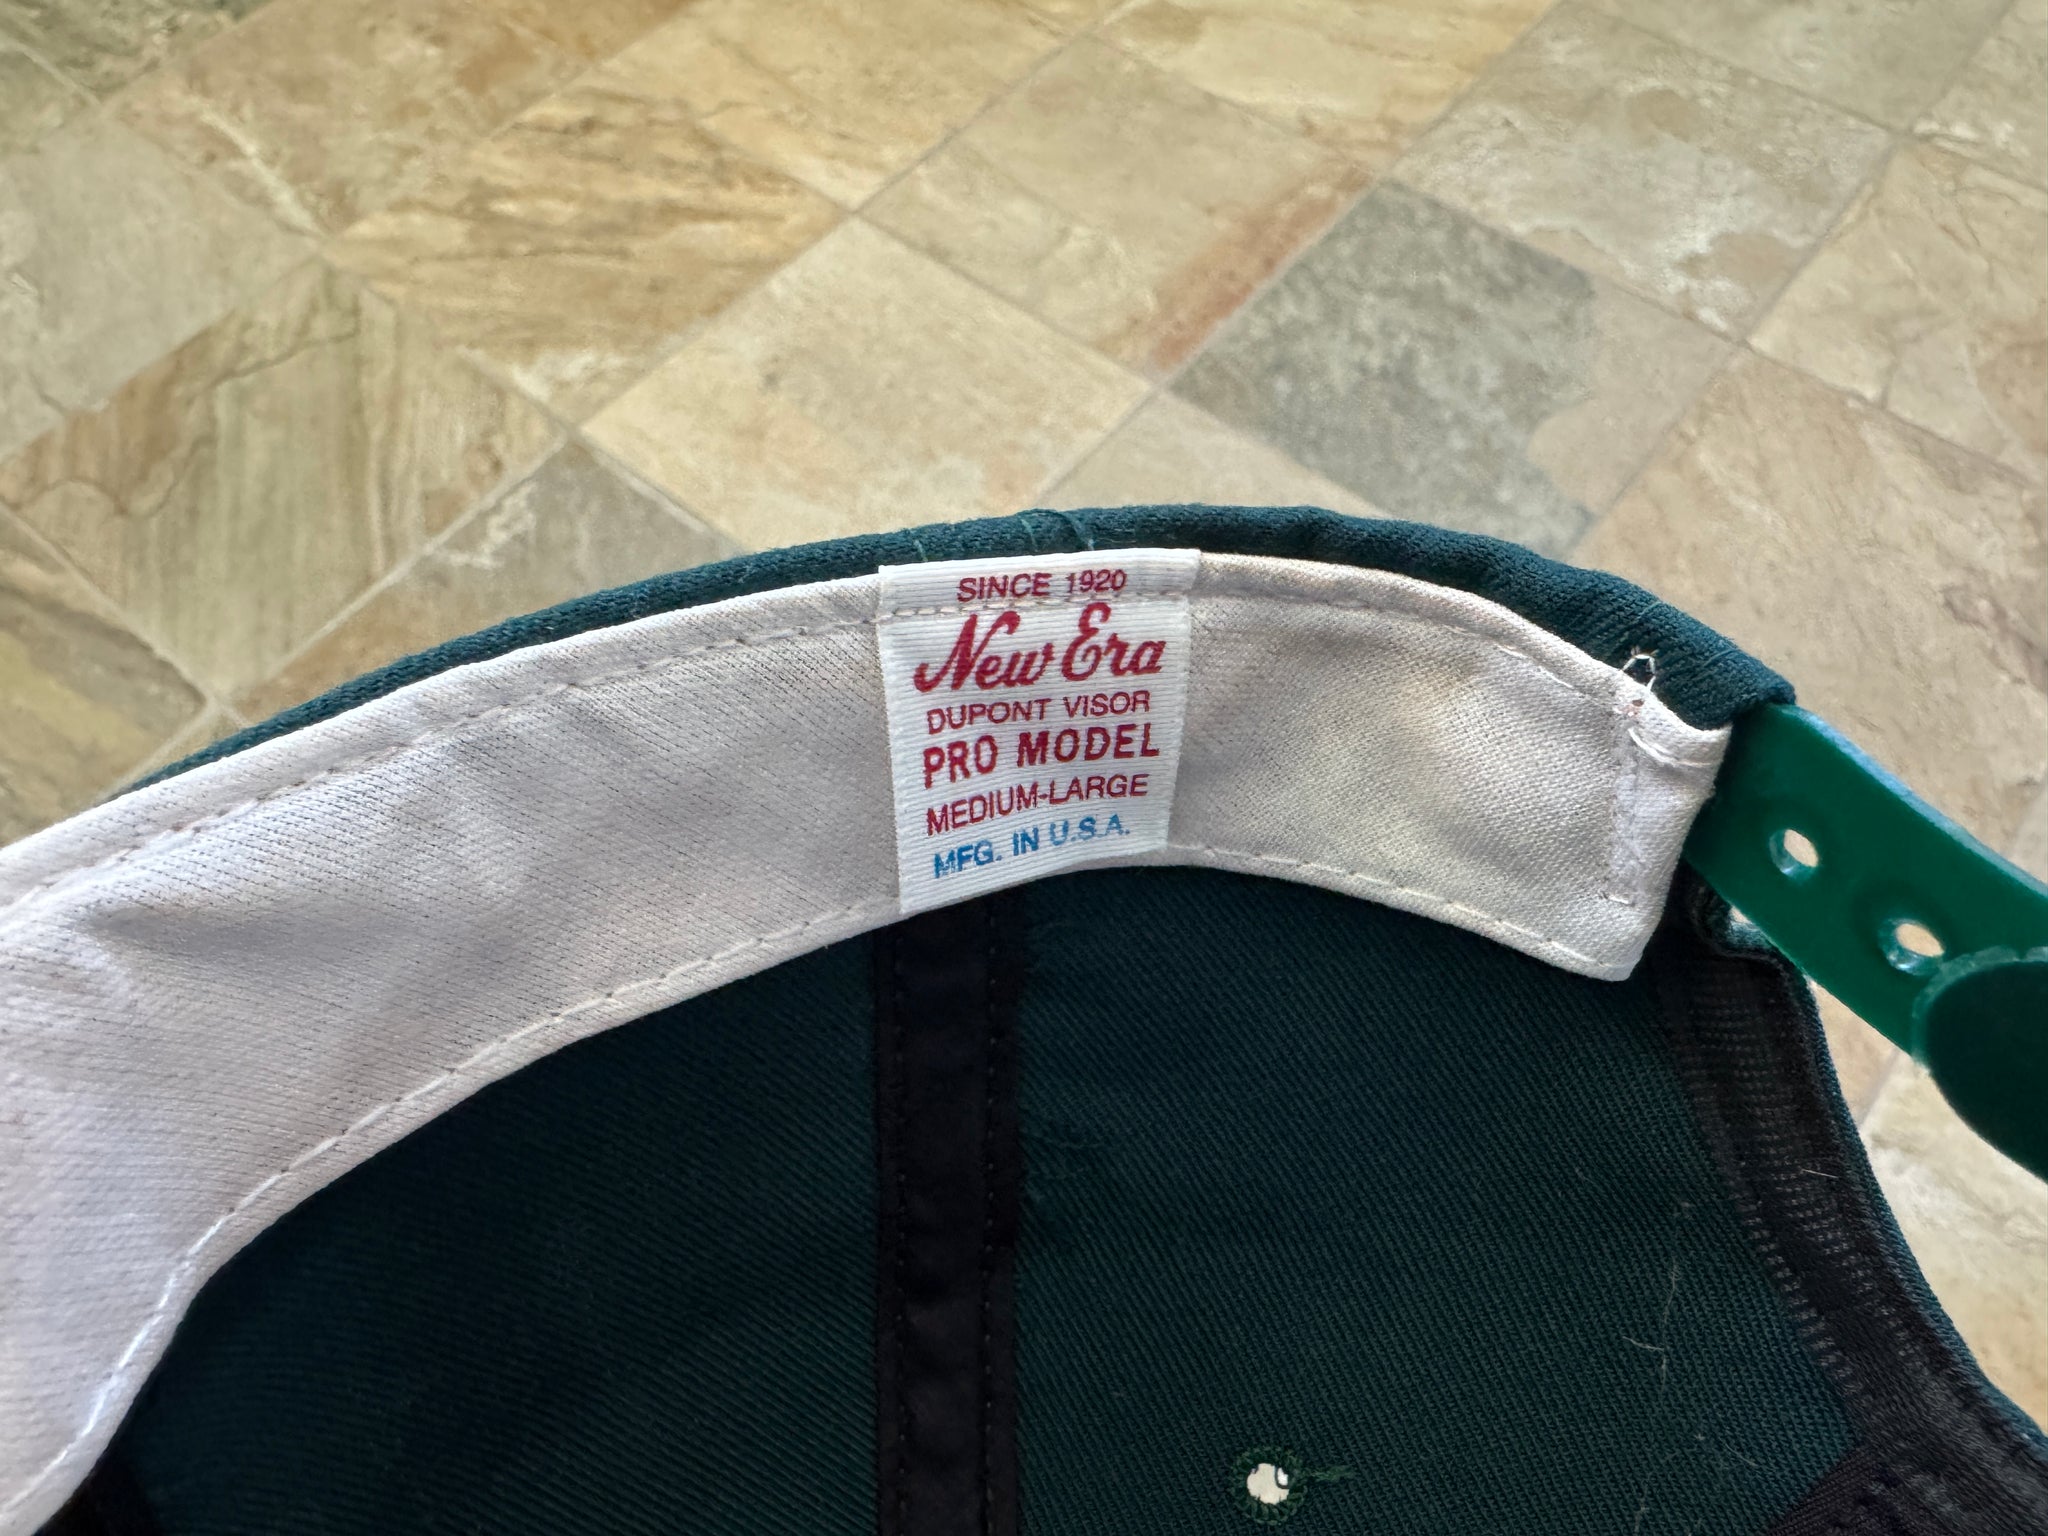 SINCE 1920
New Era
DUPONT VISOR
PRO MODEL
MEDIUM-LARGE
MFG. IN U.S.A.